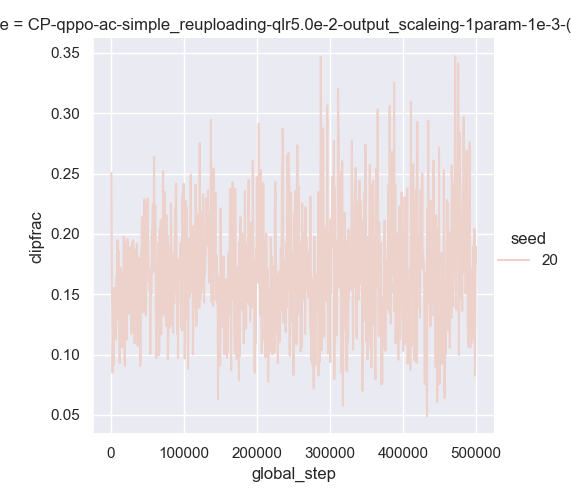 e = CP-qppo-ac-simple_reuploading-qlr5.0e-2-output_scaleing-1param-1e-3-(
0.35
0.30
0.25
0.20
0.15
0.10
0.05
dipfrac
0 100000 200000 300000 400000 500000
global_step
seed
20